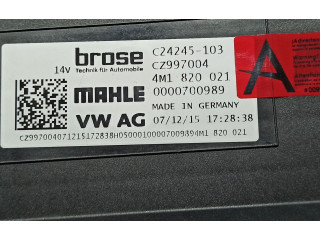 brose
14V Technik für Automobile
C24245-103
CZ997004
4M1 820 021
MAHLE
0000700989
MADE IN GERMANY
VW AG
07/12/15 17:28:38
CZ997004071215172838H05000100007009894M1 820 021
A